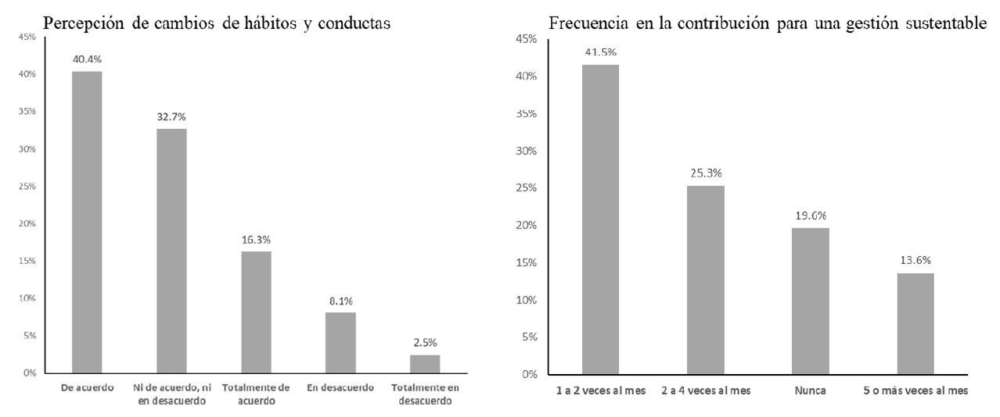 Percepción de cambios de hábitos y conductas
45%
40%
35%
30%
25%
20%
15%
10%
5%
0%
40.4%
32.7%
16.3%
8.1%
2.5%
De acuerdo
Ni de acuerdo, ni
en desacuerdo
Totalmente de
acuerdo
En desacuerdo
Totalmente en
desacuerdo
Frecuencia en la contribución para una gestión sustentable
45%
40%
35%
30%
25%
20%
15%
10%
5%
0%
41.5%
25.3%
19.6%
13.6%
1 a 2 veces al mes
2 a 4 veces al mes
Nunca
5 o más veces al mes